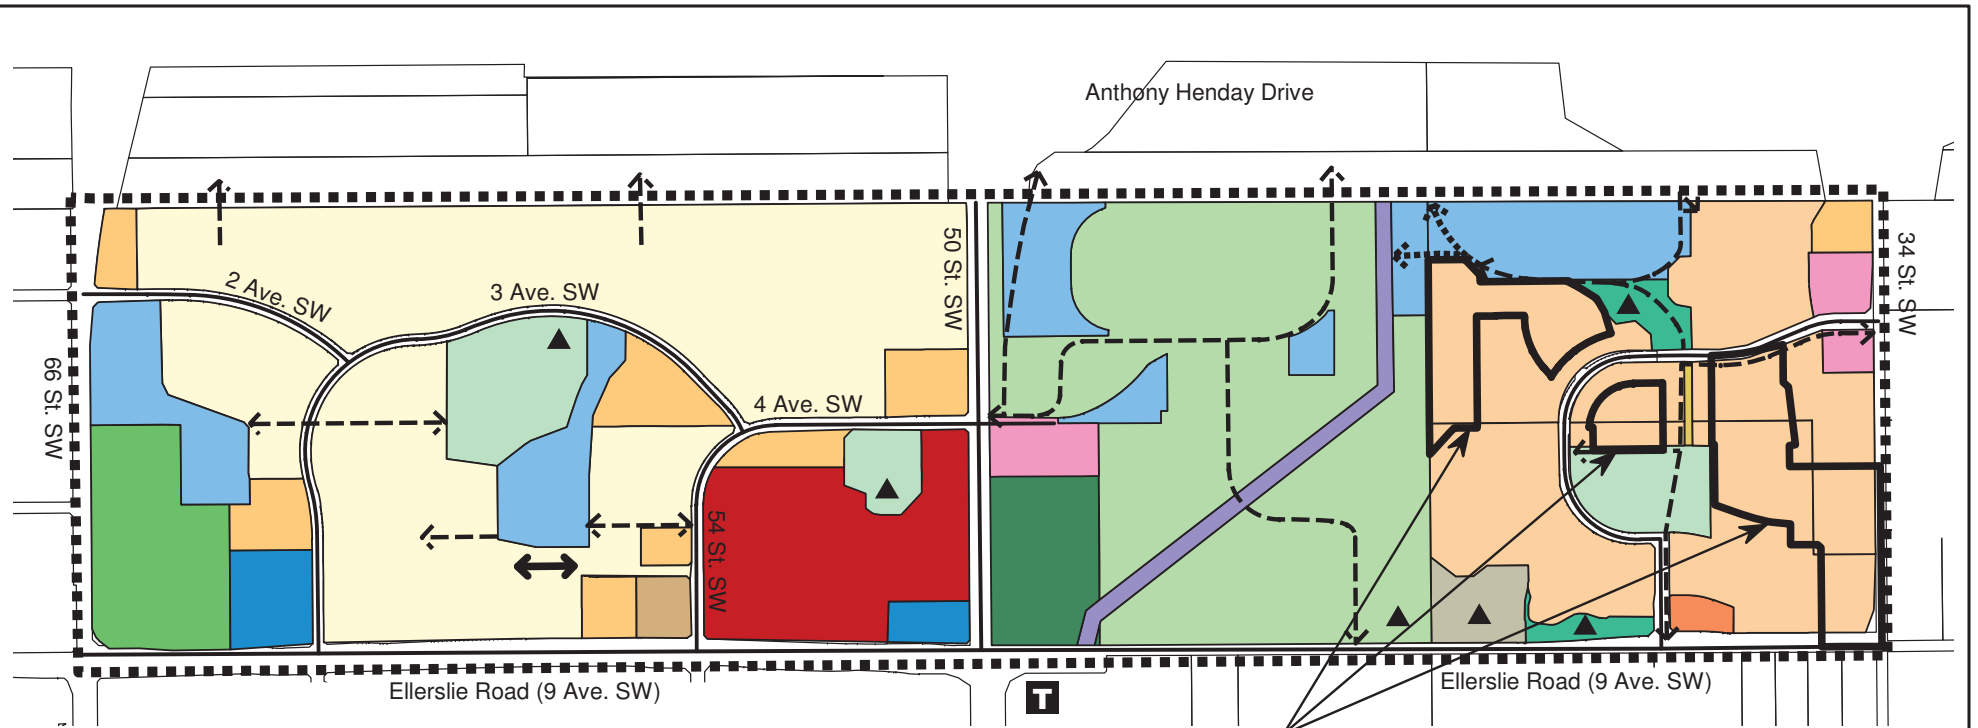 Anthony Henday Drive
2 Ave. SW
3 Ave. SW
50 St. SW
34 St. SW
66 St. SW
4 Ave. SW
54 St. SW
Ellerslie Road (9 Ave. SW)
T
Ellerslie Road (9 Ave. SW)